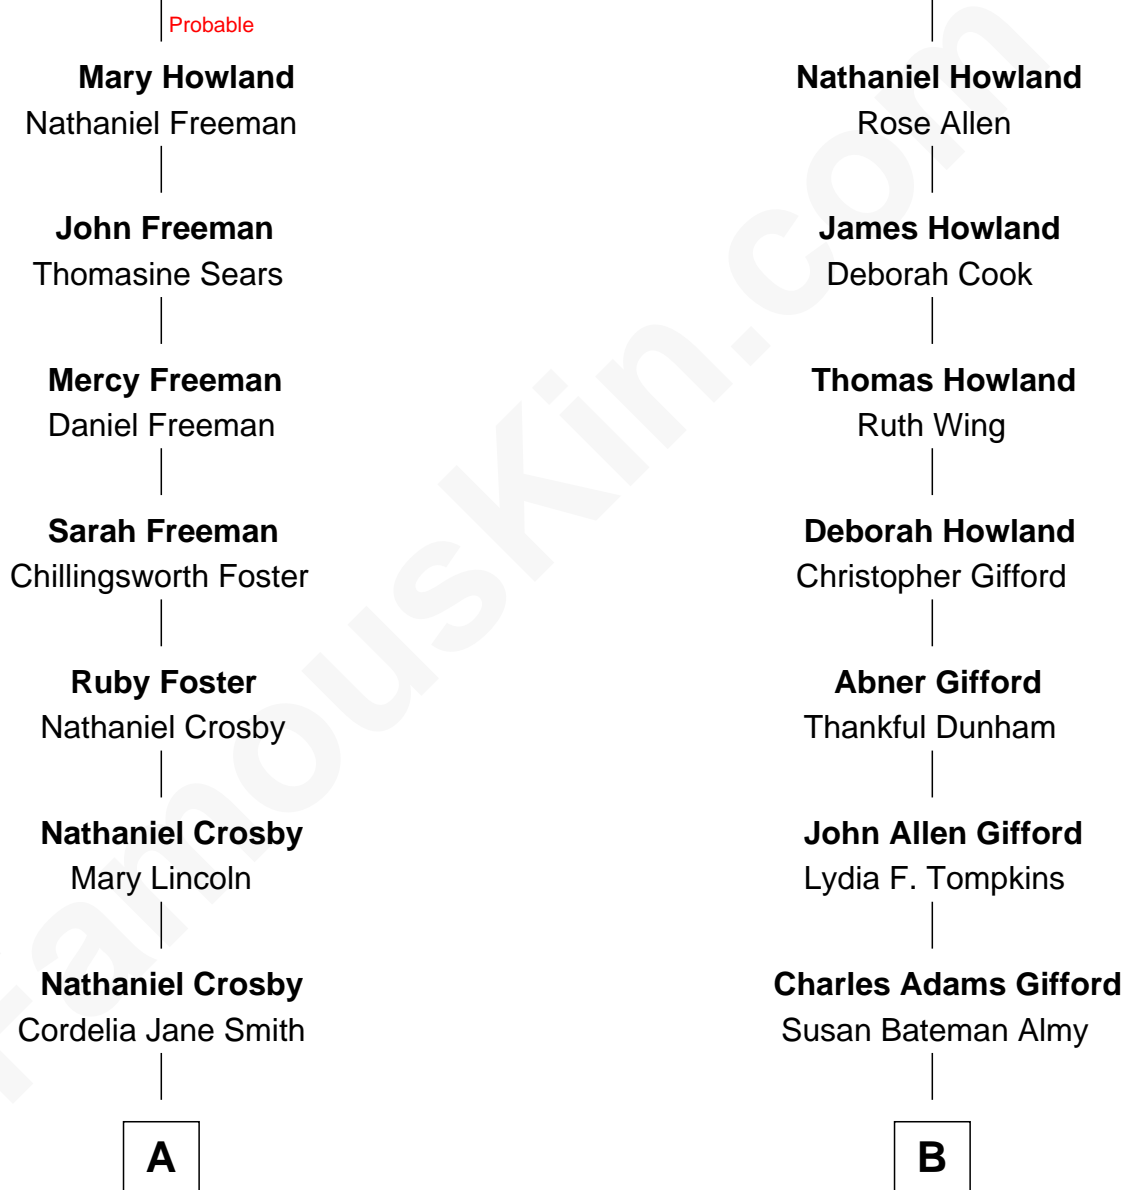 Probable
Mary Howland
Nathaniel Freeman
John Freeman
Thomasine Sears
Mercy Freeman
Daniel Freeman
Sarah Freeman
Chillingsworth Foster
Ruby Foster
Nathaniel Crosby
Nathaniel Crosby
Mary Lincoln
Nathaniel Crosby
Cordelia Jane Smith
A
Nathaniel Howland
Rose Allen
James Howland
Deborah Cook
Thomas Howland
Ruth Wing
Deborah Howland
Christopher Gifford
Abner Gifford
Thankful Dunham
John Allen Gifford
Lydia F. Tompkins
Charles Adams Gifford
Susan Bateman Almy
B
FamousKin.com